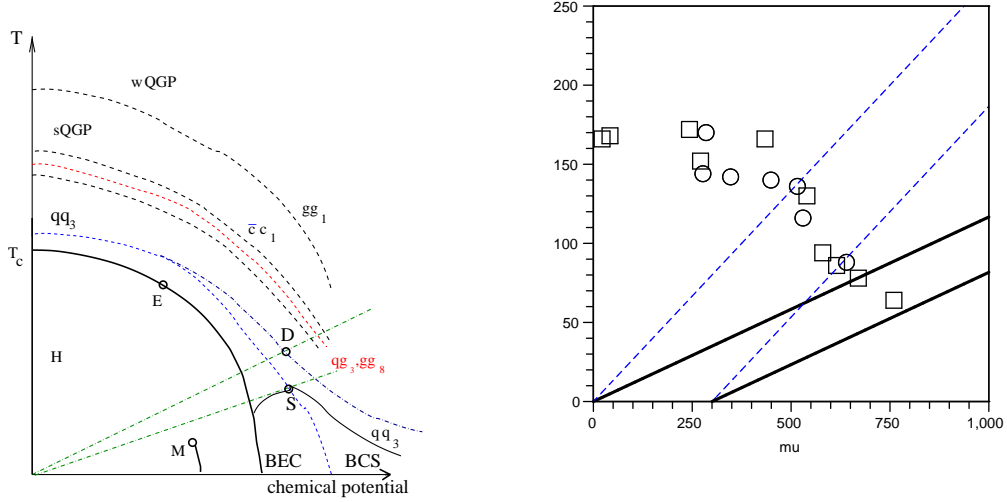 T
wQGP
sQGP
gg1
c̅ c1
qq3
Tc
E
D
H
qg3,gg8
S
qq3
M
BEC
BCS
chemical potential
250
200
150
100
50
0
0
250
500
750
1,000
mu